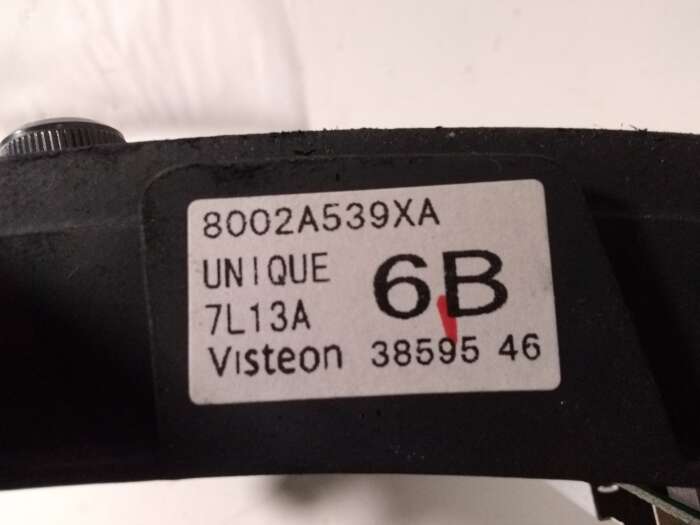 8002A539XA
UNIQUE
6B
7L13A
Visteon 38595 46